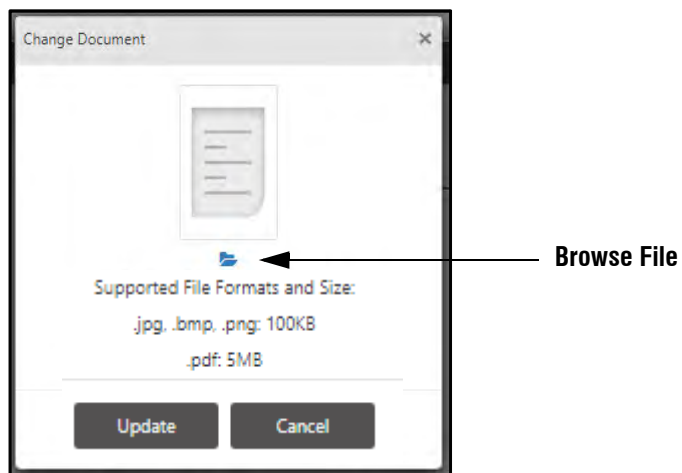 Change Document ×
Browse File
Supported File Formats and Size:
.jpg, .bmp, .png: 100KB
.pdf: 5MB
Update Cancel